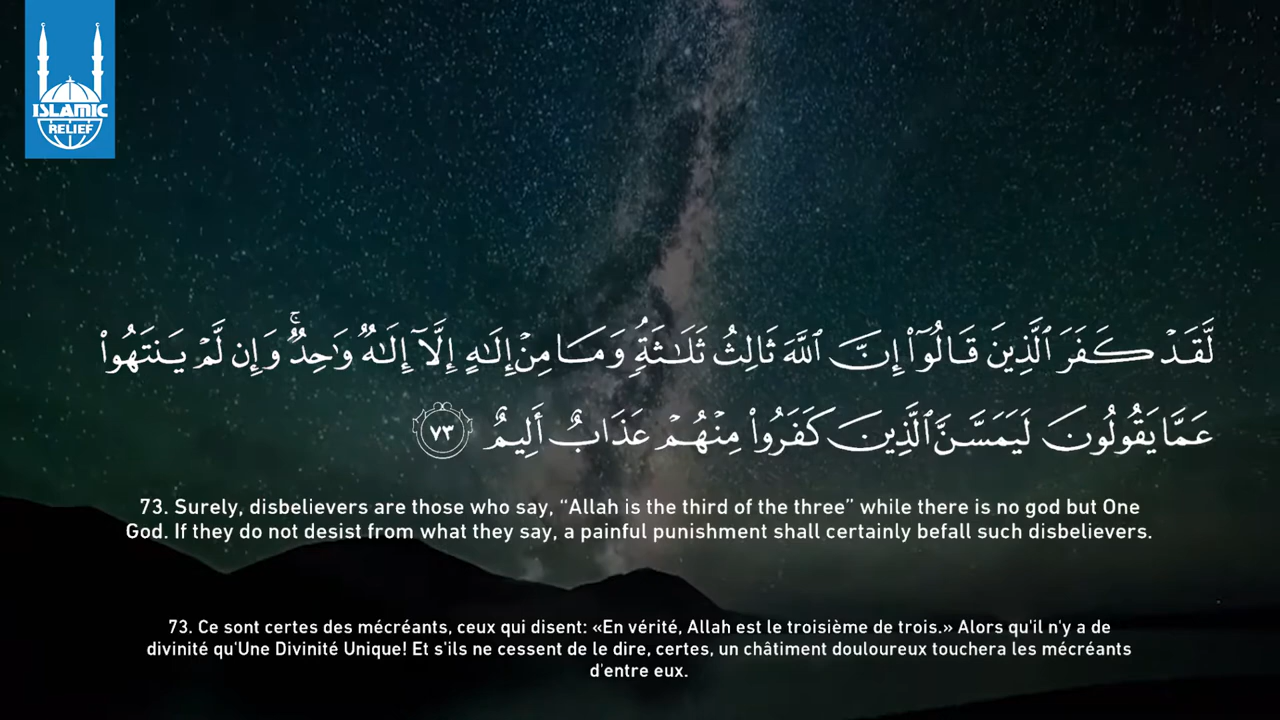 ISLAMIC
RELIEF
لَّقَدْ كَفَرَ ٱلَّذِينَ قَالُوٓا۟ إِنَّ ٱللَّهَ ثَالِثُ ثَلَـٰثَةٍۘ وَمَا مِنْ إِلَـٰهٍ إِلَّآ إِلَـٰهٌ وَٰحِدٌۚ وَإِن لَّمْ يَنتَهُوا۟
عَمَّا يَقُولُونَ لَيَمَسَّنَّ ٱلَّذِينَ كَفَرُوا۟ مِنْهُمْ عَذَابٌ أَلِيمٌ ٧٣
73. Surely, disbelievers are those who say, “Allah is the third of the three” while there is no god but One
God. If they do not desist from what they say, a painful punishment shall certainly befall such disbelievers.
73. Ce sont certes des mécréants, ceux qui disent: «En vérité, Allah est le troisième de trois.» Alors qu'il n'y a de
divinité qu'Une Divinité Unique! Et s'ils ne cessent de le dire, certes, un châtiment douloureux touchera les mécréants
d'entre eux.